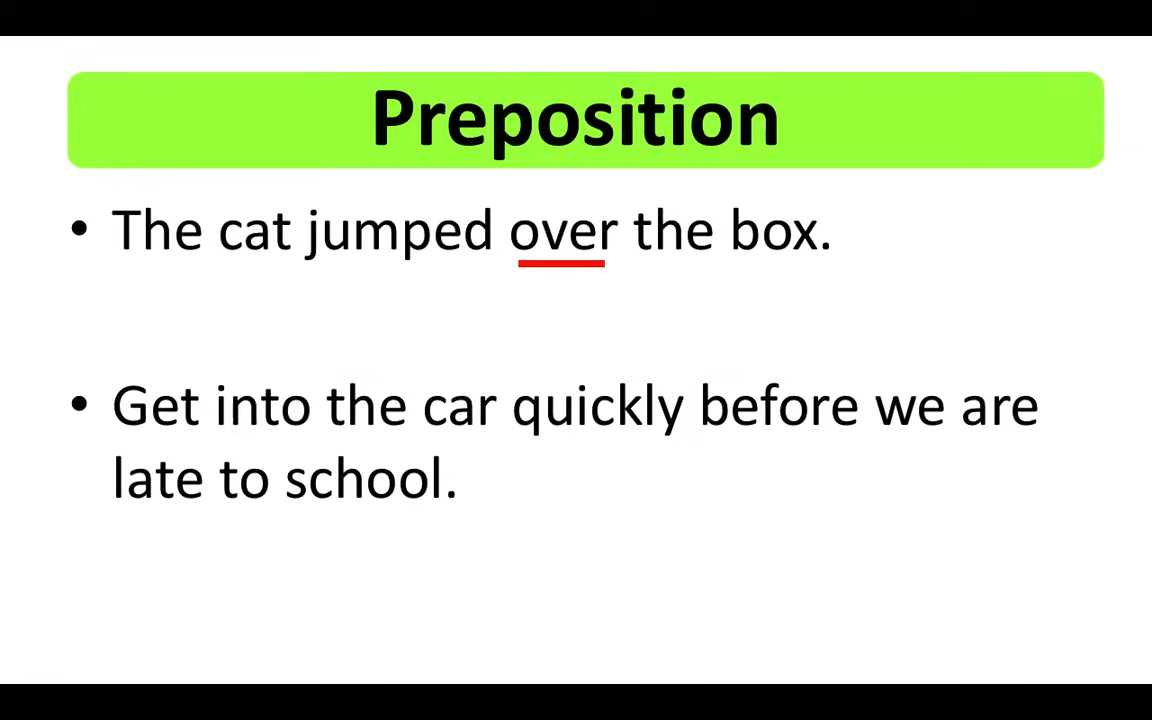 Preposition
• The cat jumped over the box.
• Get into the car quickly before we are
late to school.